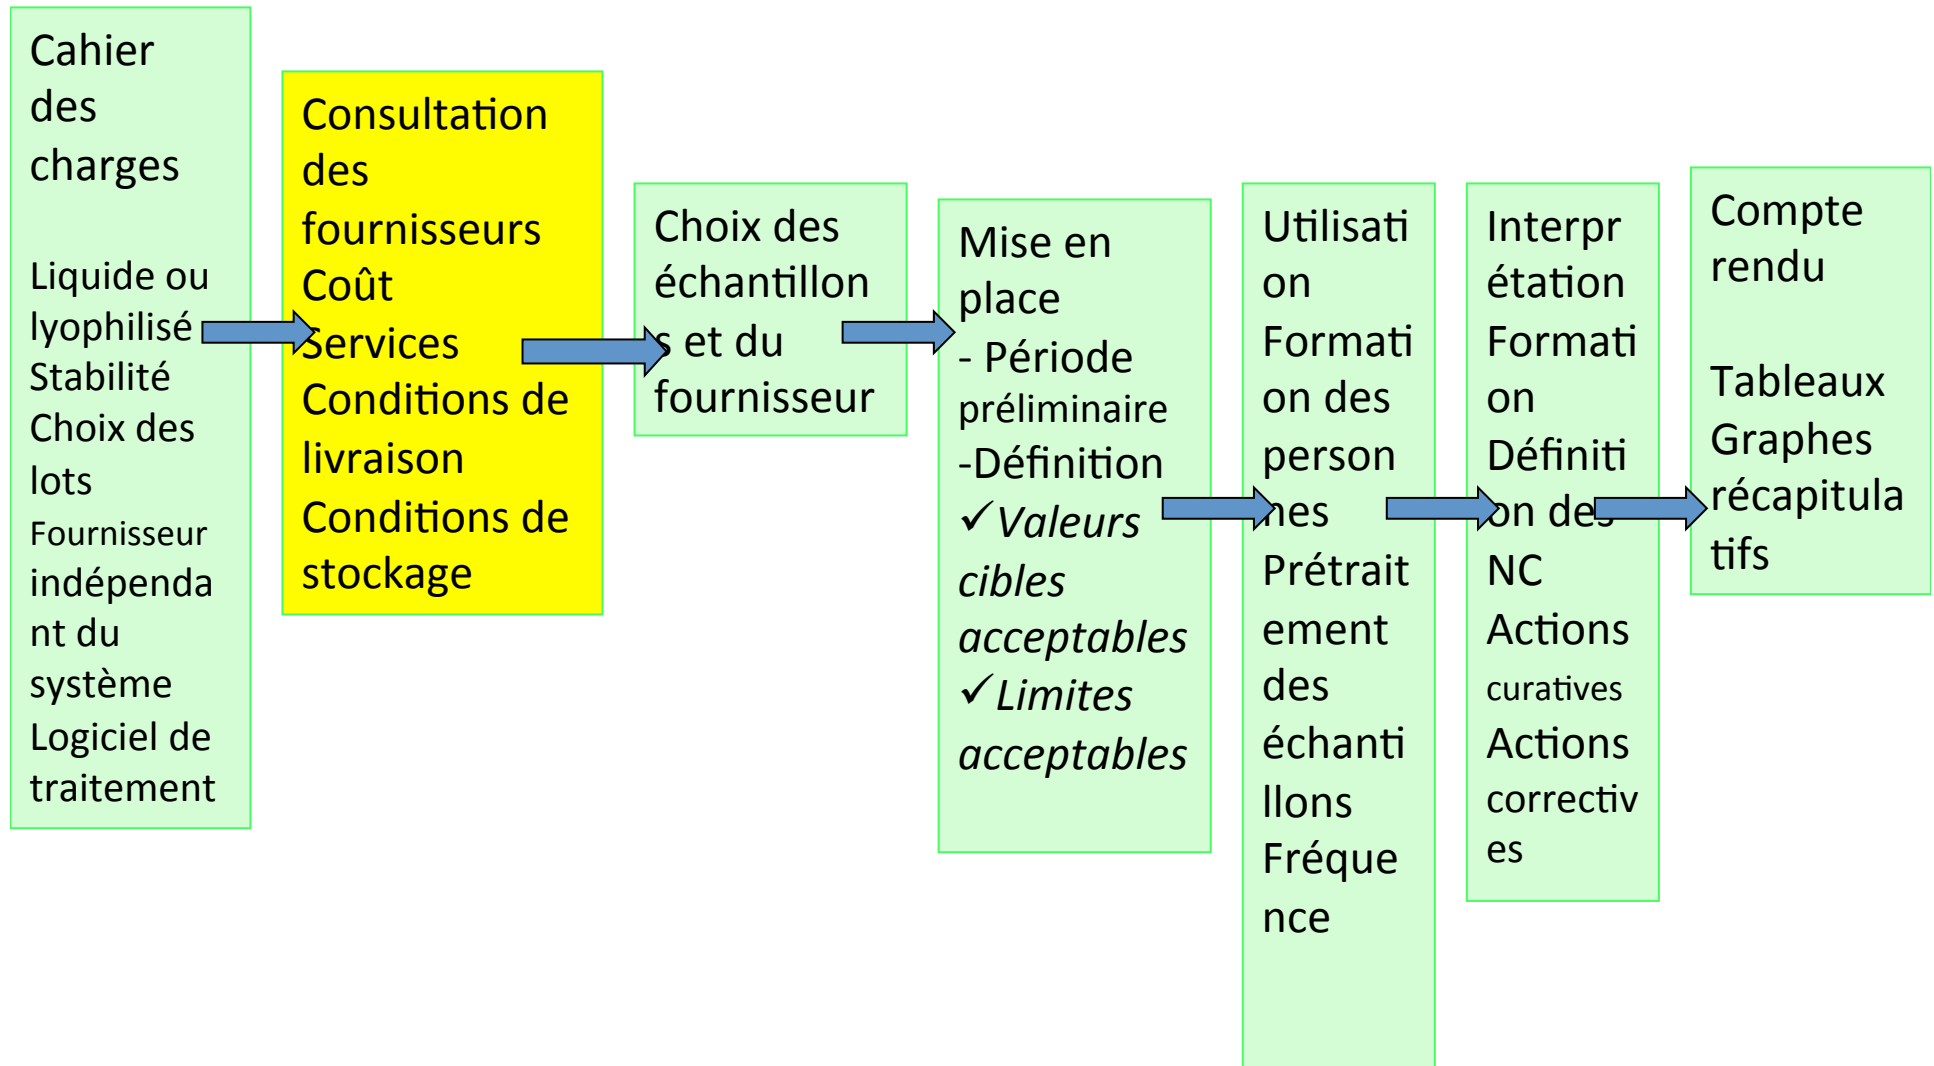 Cahier
des
charges
Liquide ou
lyophilisé
Stabilité
Choix des
lots
Fournisseur
indépenda
nt du
système
Logiciel de
traitement
Consultation
des
fournisseurs
Coût
Services
Conditions de
livraison
Conditions de
stockage
Choix des
échantillon
s et du
fournisseur
Mise en
place
- Période
préliminaire
-Définition
✓Valeurs
cibles
acceptables
✓Limites
acceptables
Utilisati
on
Formati
on des
person
nes
Prétrait
ement
des
échanti
llons
Fréque
nce
Interpr
étation
Formati
on
Définiti
on des
NC
Actions
curatives
Actions
correctiv
es
Compte
rendu
Tableaux
Graphes
récapitula
tifs